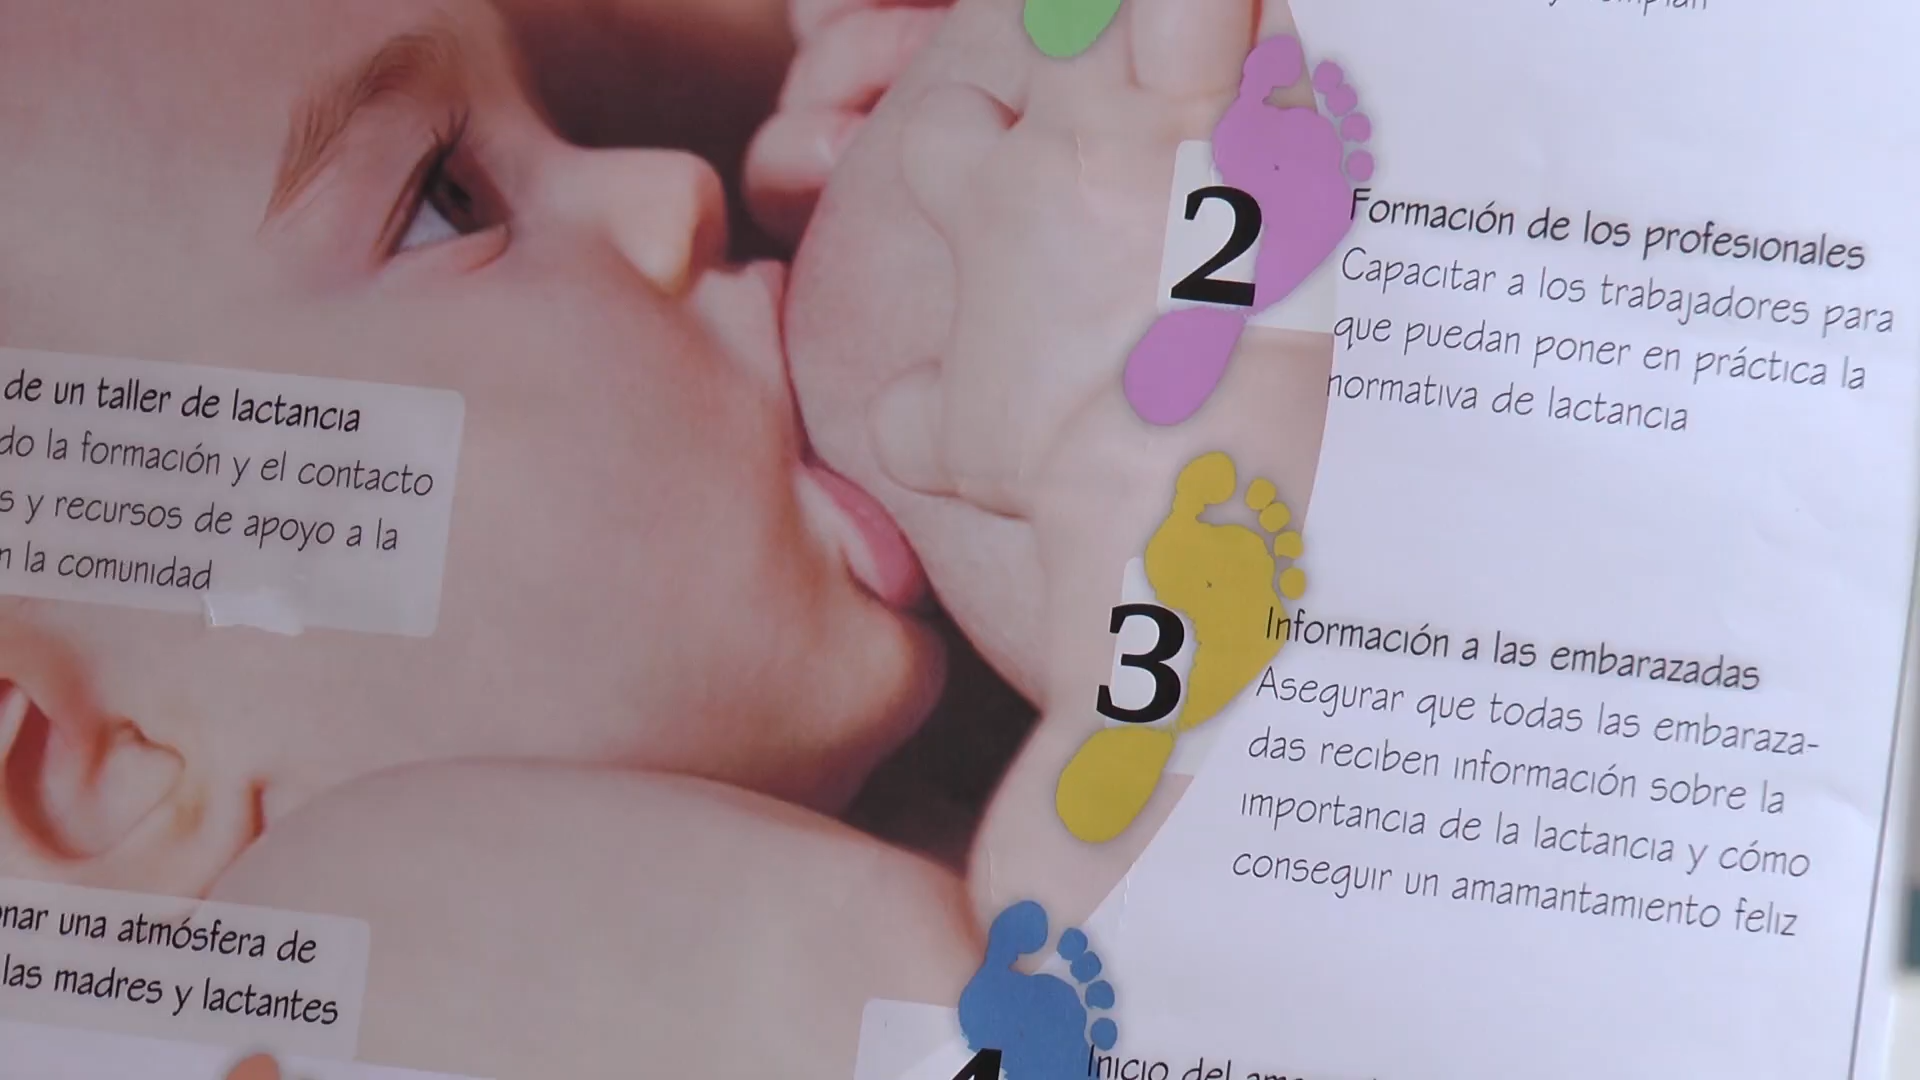 2
Formación de los profesionales
Capacitar a los trabajadores para
que puedan poner en práctica la
normativa de lactancia
3
Información a las embarazadas
Asegurar que todas las embaraza-
das reciben información sobre la
importancia de la lactancia y cómo
conseguir un amamantamiento feliz
4
Inicio del
de un taller de lactancia
la formación y el contacto
y recursos de apoyo a la
la comunidad
una atmósfera de
las madres y lactantes